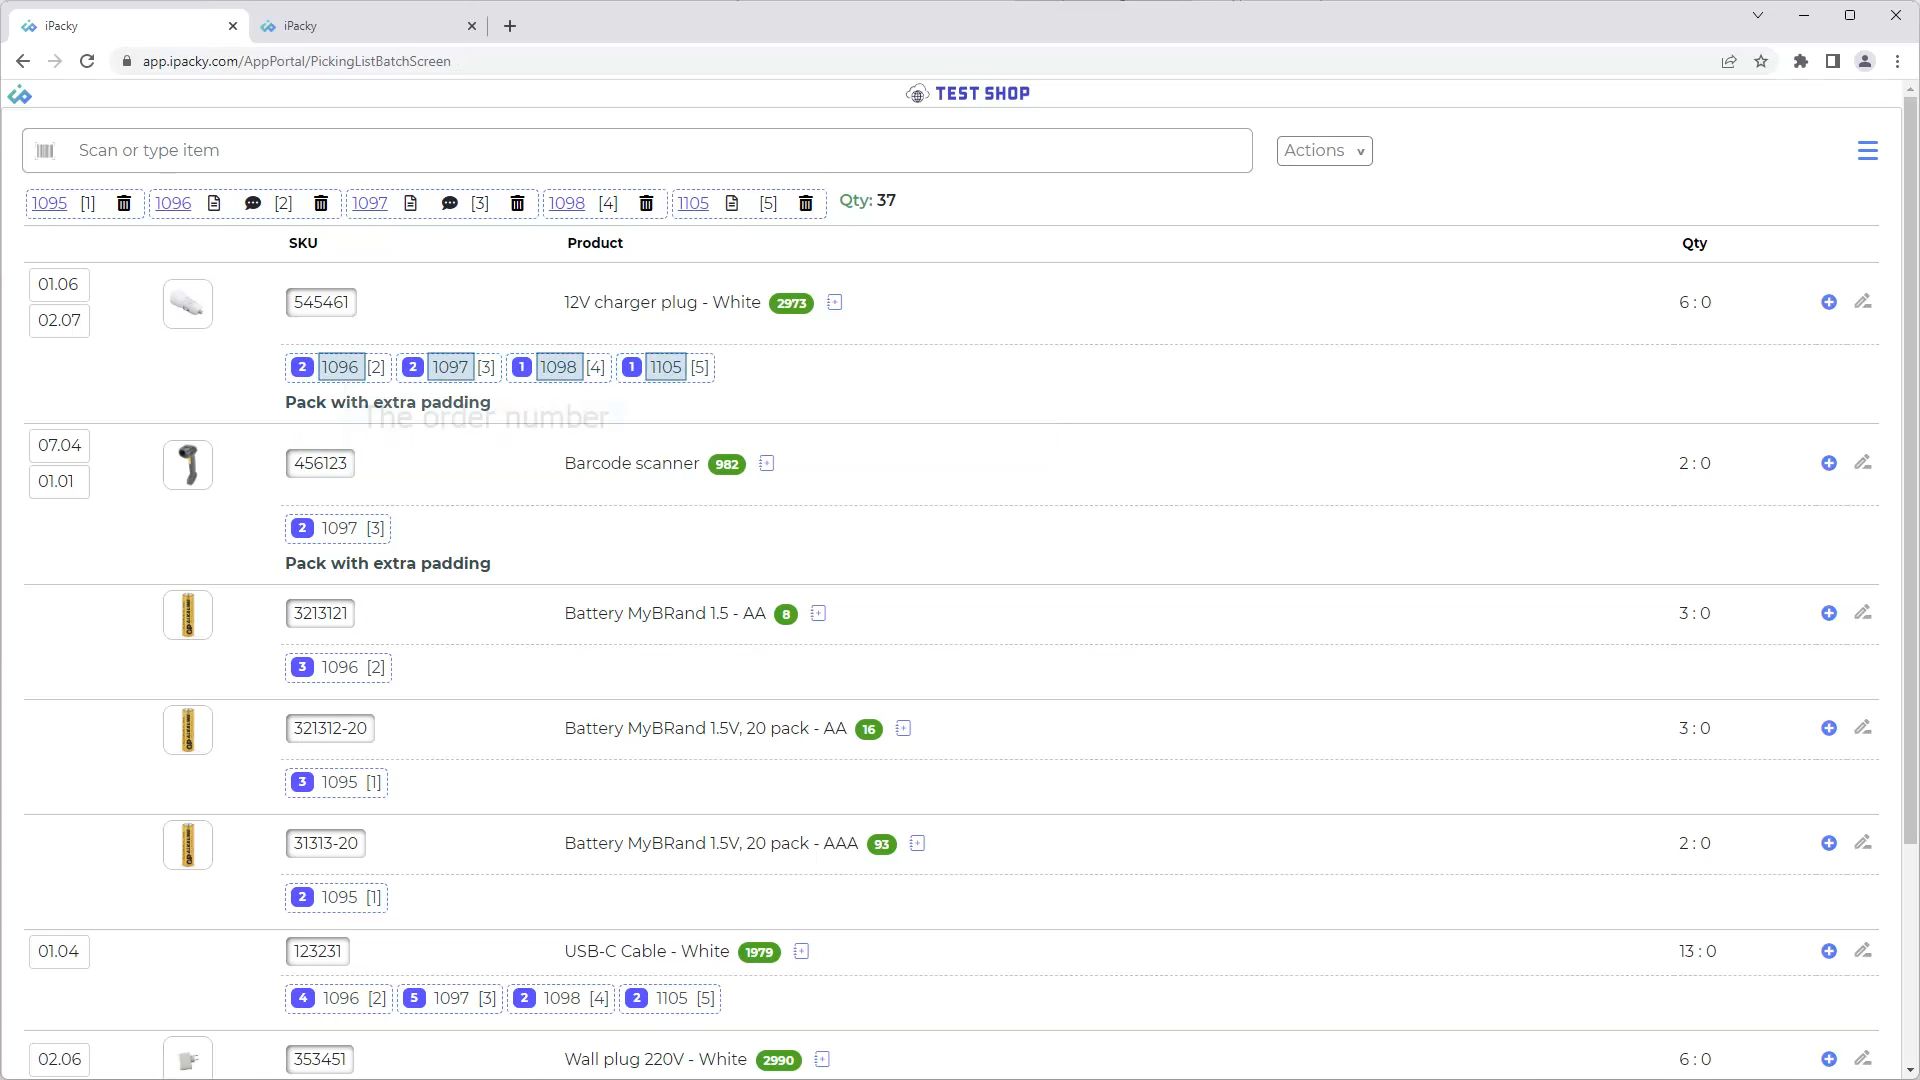 iPacky
iPacky
app.ipacky.com/AppPortal/PickingListBatchScreen
TEST SHOP
Scan or type item
Actions v
1095 [1] 1096 [2] 1097 [3] 1098 [4] 1105 [5] Qty: 37
SKU Product Qty
01.06
02.07
545461 12V charger plug - White 2973 6 : 0
2 1096 [2] 2 1097 [3] 1 1098 [4] 1 1105 [5]
Pack with extra padding
The order number
07.04
01.01
456123 Barcode scanner 982 2 : 0
2 1097 [3]
Pack with extra padding
3213121 Battery MyBRand 1.5 - AA 8 3 : 0
3 1096 [2]
321312-20 Battery MyBRand 1.5V, 20 pack - AA 16 3 : 0
3 1095 [1]
31313-20 Battery MyBRand 1.5V, 20 pack - AAA 93 2 : 0
2 1095 [1]
01.04 123231 USB-C Cable - White 1979 13 : 0
4 1096 [2] 5 1097 [3] 2 1098 [4] 2 1105 [5]
02.06 353451 Wall plug 220V - White 2990 6 : 0